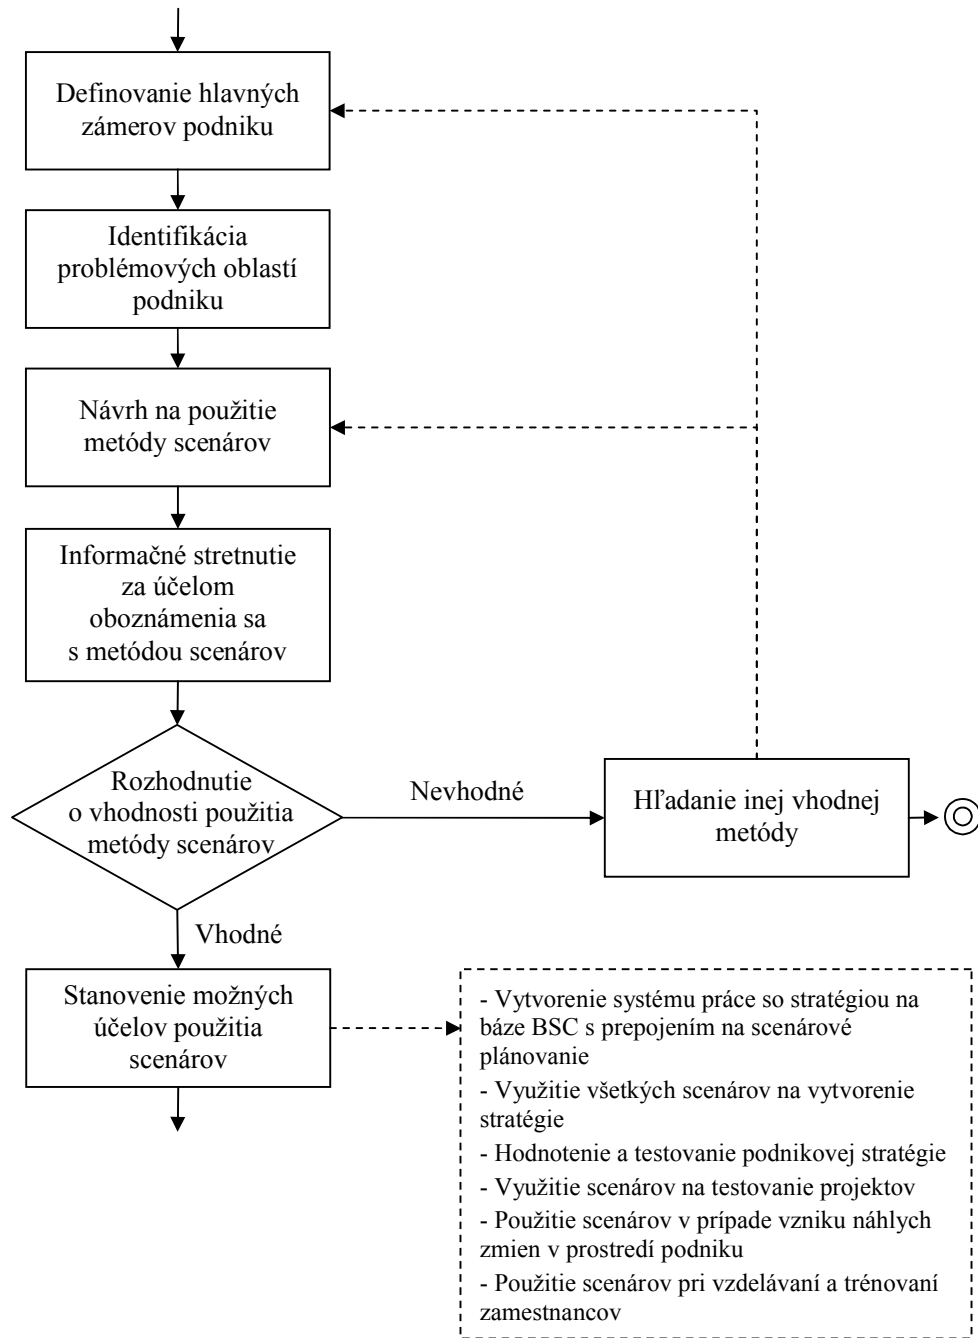 Definovanie hlavných
zámerov podniku
Identifikácia
problémových oblastí
podniku
Návrh na použitie
metódy scenárov
Informačné stretnutie
za účelom
oboznámenia sa
s metódou scenárov
Rozhodnutie
o vhodnosti použitia
metódy scenárov
Nevhodné
Hľadanie inej vhodnej
metódy
Vhodné
Stanovenie možných
účelov použitia
scenárov
- Vytvorenie systému práce so stratégiou na
báze BSC s prepojením na scenárové
plánovanie
- Využitie všetkých scenárov na vytvorenie
stratégie
- Hodnotenie a testovanie podnikovej stratégie
- Využitie scenárov na testovanie projektov
- Použitie scenárov v prípade vzniku náhlych
zmien v prostredí podniku
- Použitie scenárov pri vzdelávaní a trénovaní
zamestnancov